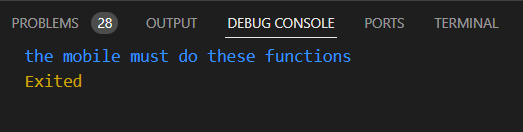 PROBLEMS 28 OUTPUT DEBUG CONSOLE PORTS TERMINAL
the mobile must do these functions
Exited